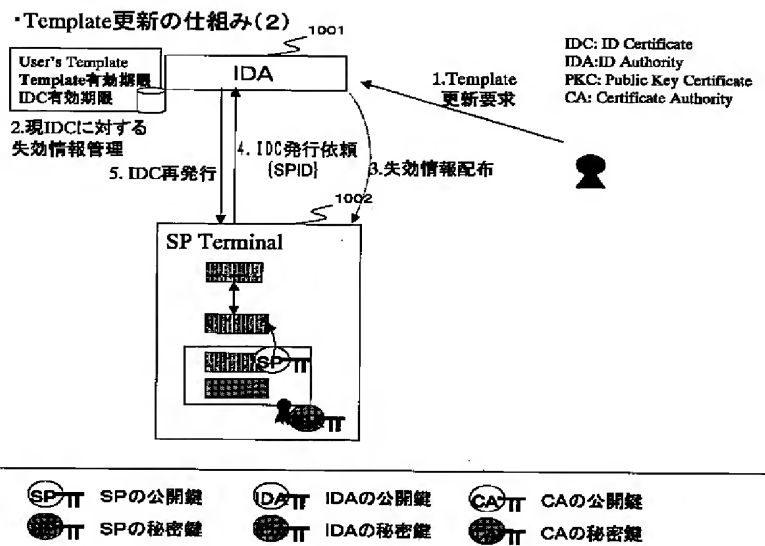 ・Template更新の仕組み(2)
1001
User's Template
Template有効期限
IDC有効期限
IDA
IDC: ID Certificate
IDA:ID Authority
PKC: Public Key Certificate
CA: Certificate Authority
1.Template
更新要求
2.現IDCに対する
失効情報管理
4. IDC発行依頼
{SPID}
3.失効情報配布
5. IDC再発行
1002
SP Terminal
SP
SP SPの公開鍵
IDA IDAの公開鍵
CA CAの公開鍵
SPの秘密鍵
IDAの秘密鍵
CAの秘密鍵